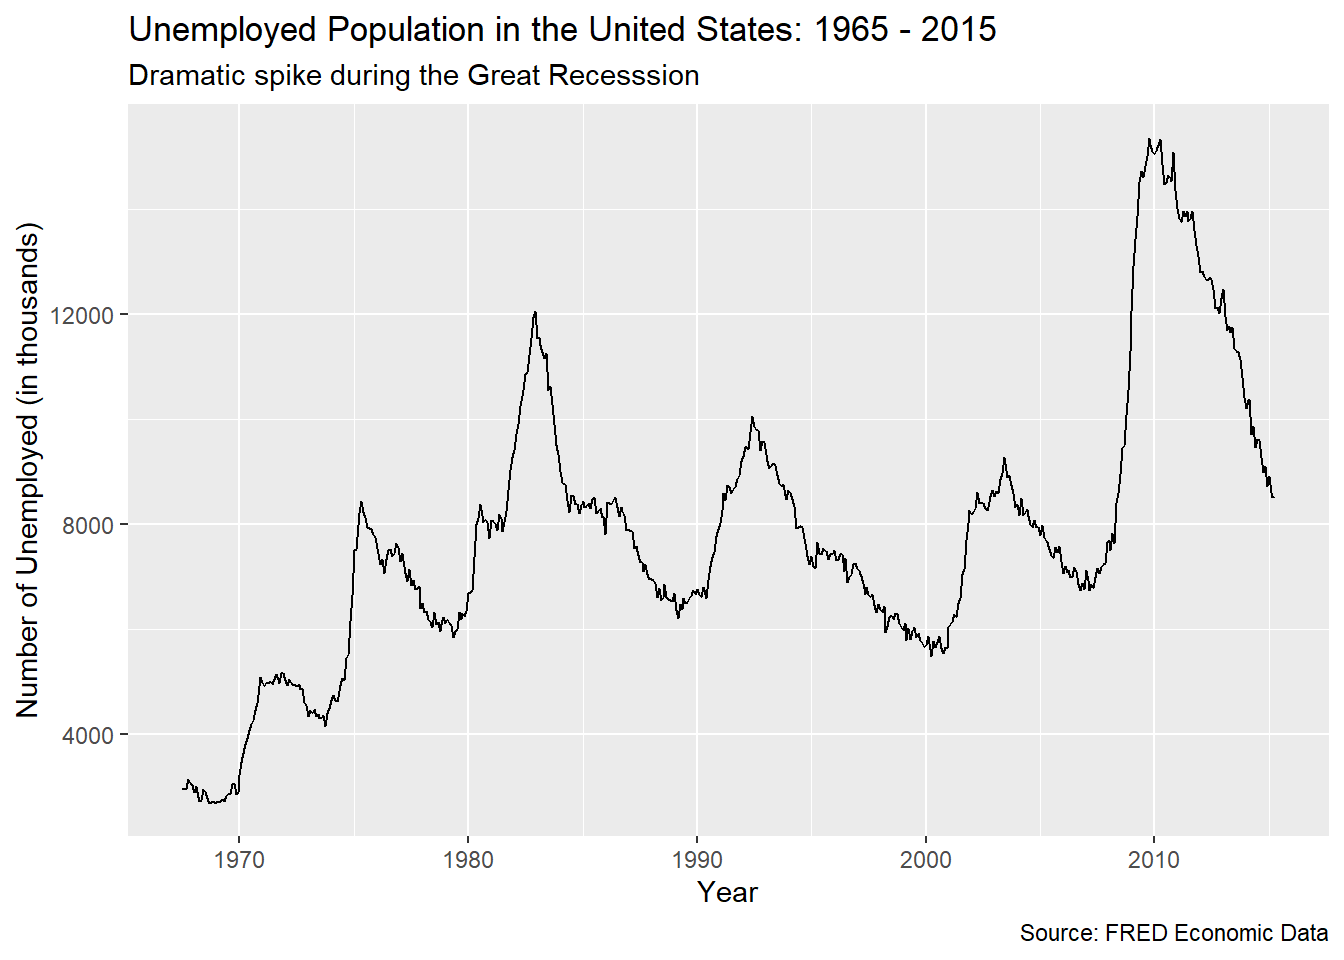 Unemployed Population in the United States: 1965 - 2015
Dramatic spike during the Great Recesssion
Number of Unemployed (in thousands)
12000
8000
4000
1970 1980 1990 2000 2010
Year
Source: FRED Economic Data